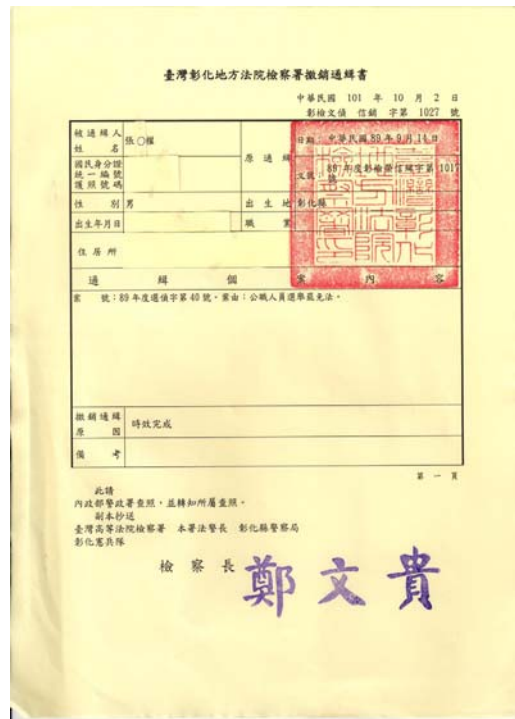 臺灣彰化地方法院檢察署撤銷通緝書
中華民國 101 年 10 月 2 日
彰檢文偵 信銷 字第 1027 號
被通緝人姓名 張○櫂
原通緝
日期:中華民國 89 年 9 月 14 日
文號:89 年度彰檢榮信緝字第 1017 號
國民身分證統一編號護照號碼
性別 男
出生地 彰化縣
出生年月日
職業
住居所
通緝個案內容
案號:89 年度選偵字第 40 號。案由:公職人員選舉罷免法。
撤銷通緝原因 時效完成
備考
第一頁
此請
內政部警政署查照,並轉知所屬查照。
副本抄送
臺灣高等法院檢察署 本署法警長 彰化縣警察局
彰化憲兵隊
檢察長 鄭文貴